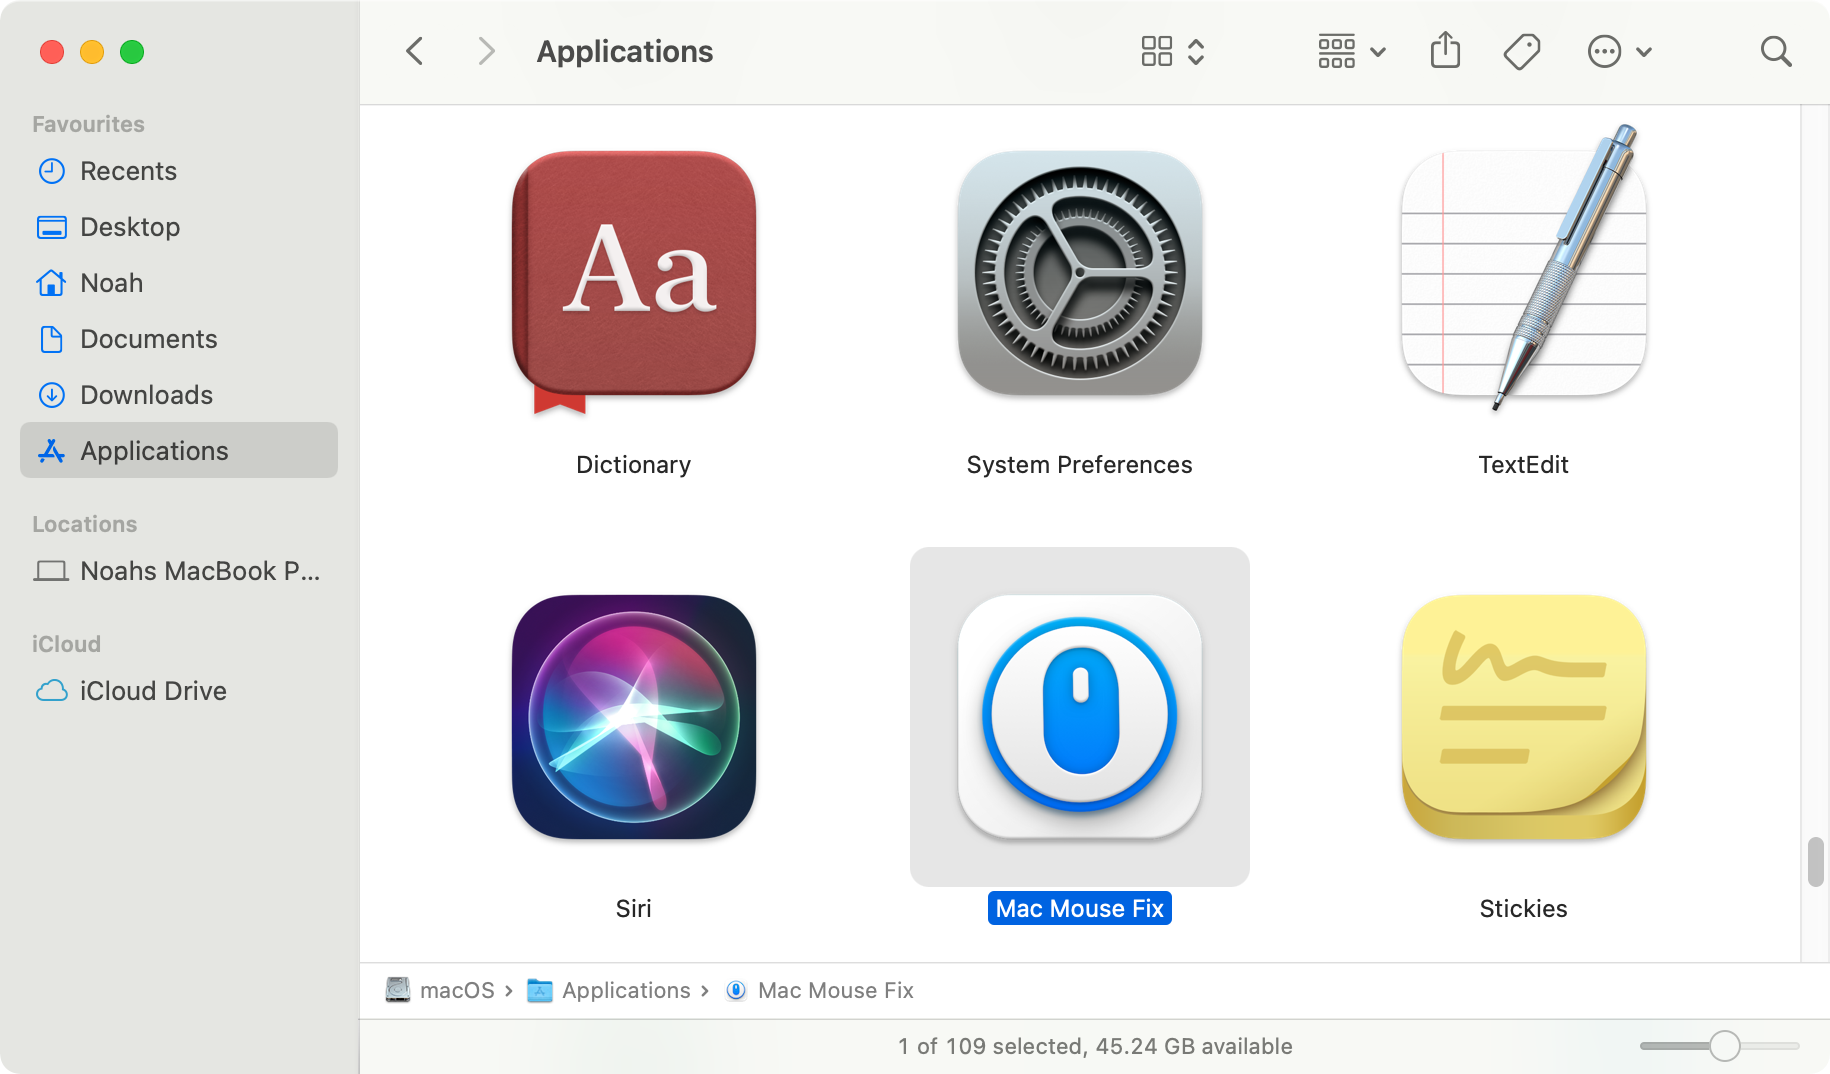 Applications
Favourites
Recents
Desktop
Noah
Documents
Downloads
Applications
Locations
Noahs MacBook P...
iCloud
iCloud Drive
Aa
Dictionary
System Preferences
TextEdit
Siri
Mac Mouse Fix
Stickies
macOS › Applications › Mac Mouse Fix
1 of 109 selected, 45.24 GB available